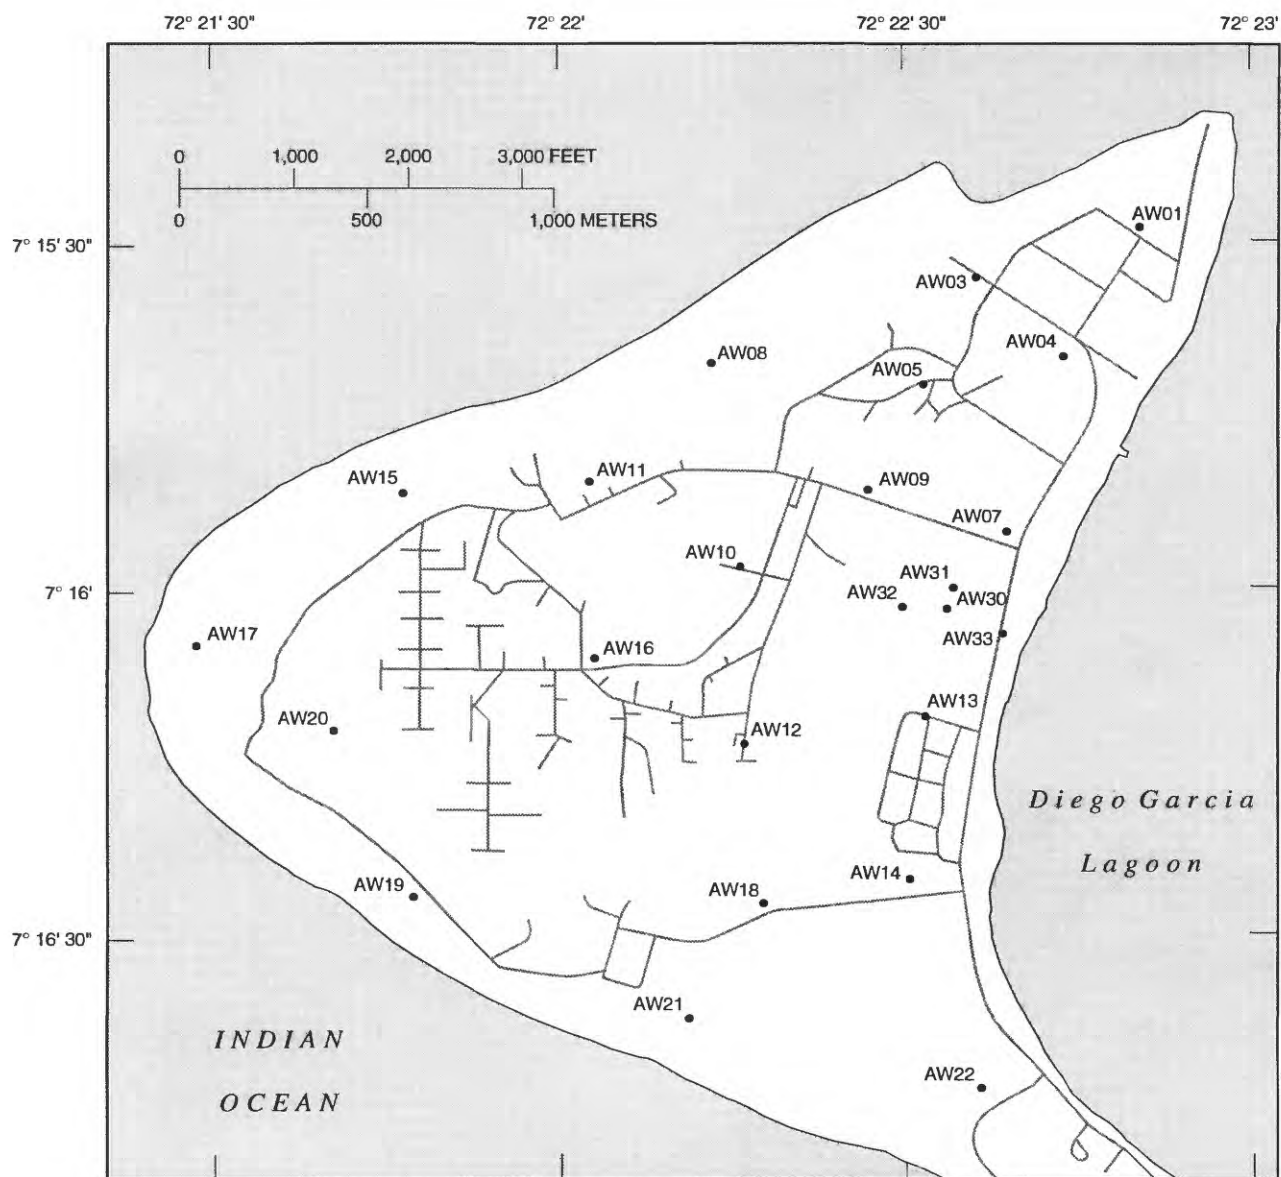 72° 21' 30" 72° 22' 72° 22' 30" 72° 23'
0 1,000 2,000 3,000 FEET
0 500 1,000 METERS
AW01
7° 15' 30"
AW03
AW04
AW08
AW05
AW15
AW11
AW09
AW07
AW10
AW31
7° 16'
AW32
AW30
AW17
AW33
AW16
AW20
AW13
AW12
Diego Garcia
Lagoon
AW19
AW18
AW14
7° 16' 30"
AW21
INDIAN
OCEAN
AW22